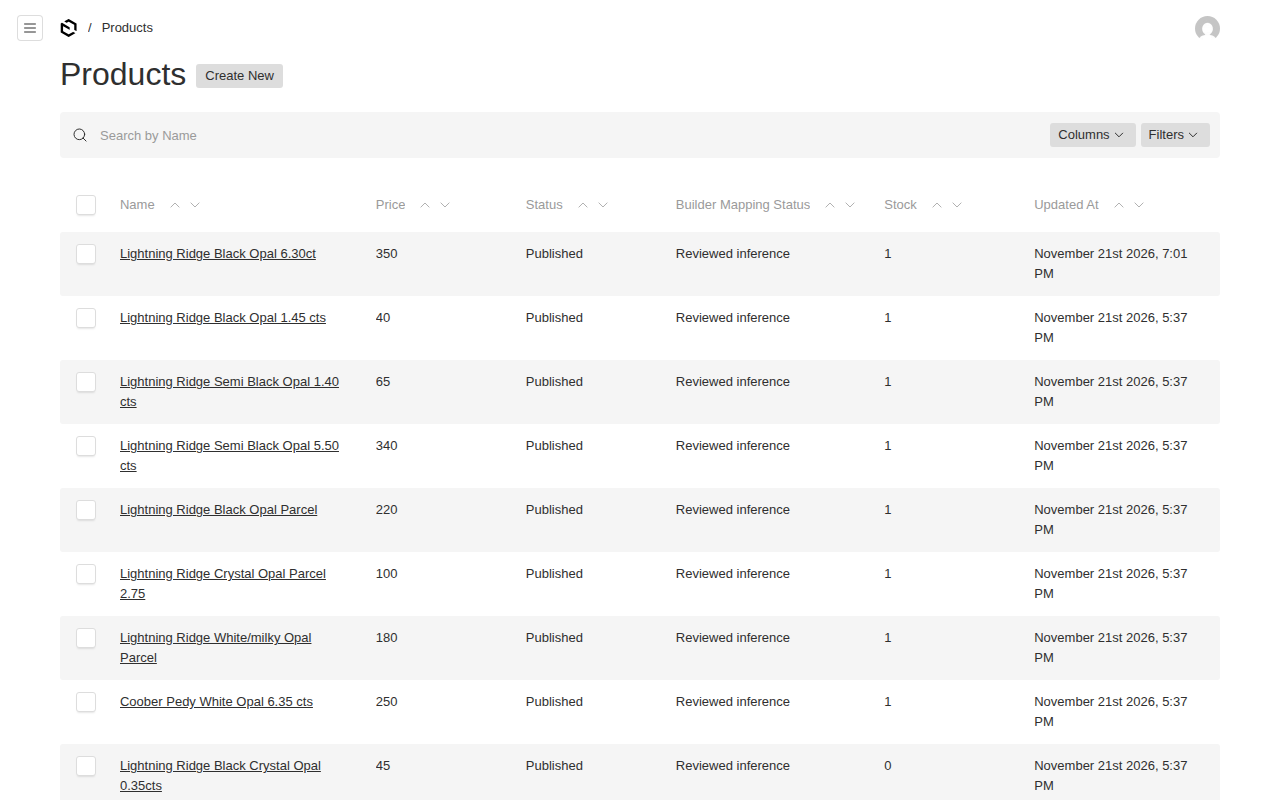 / Products
Products Create New
Search by Name Columns Filters
Name Price Status Builder Mapping Status Stock Updated At
Lightning Ridge Black Opal 6.30ct 350 Published Reviewed inference 1 November 21st 2026, 7:01
PM
Lightning Ridge Black Opal 1.45 cts 40 Published Reviewed inference 1 November 21st 2026, 5:37
PM
Lightning Ridge Semi Black Opal 1.40 65 Published Reviewed inference 1 November 21st 2026, 5:37
cts PM
Lightning Ridge Semi Black Opal 5.50 340 Published Reviewed inference 1 November 21st 2026, 5:37
cts PM
Lightning Ridge Black Opal Parcel 220 Published Reviewed inference 1 November 21st 2026, 5:37
PM
Lightning Ridge Crystal Opal Parcel 100 Published Reviewed inference 1 November 21st 2026, 5:37
2.75 PM
Lightning Ridge White/milky Opal 180 Published Reviewed inference 1 November 21st 2026, 5:37
Parcel PM
Coober Pedy White Opal 6.35 cts 250 Published Reviewed inference 1 November 21st 2026, 5:37
PM
Lightning Ridge Black Crystal Opal 45 Published Reviewed inference 0 November 21st 2026, 5:37
0.35cts PM